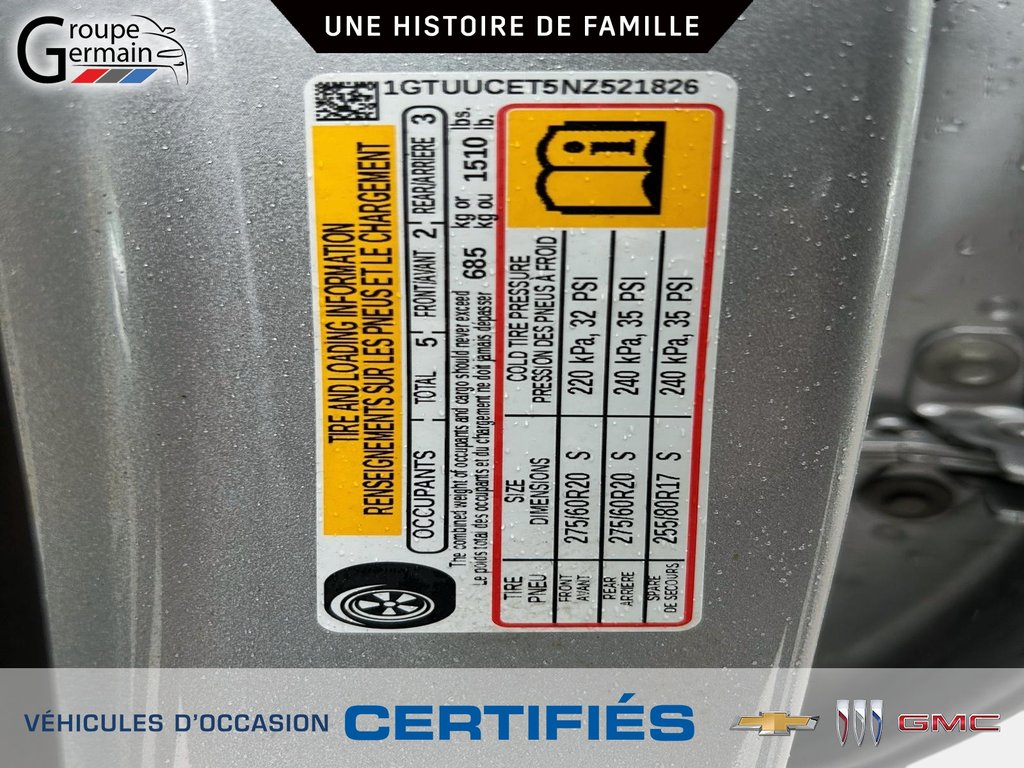 Groupe
Germain
UNE HISTOIRE DE FAMILLE
1GTUUCET5NZ521826
TIRE AND LOADING INFORMATION
RENSEIGNEMENTS SUR LES PNEUS ET LE CHARGEMENT
OCCUPANTS TOTAL 5 FRONT/AVANT 2 REAR/ARRIÈRE 3
The combined weight of occupants and cargo should never exceed 685 kg or 1510 lbs.
Le poids total des occupants et du chargement ne doit jamais dépasser 685 kg ou 1510 lb.
TIRE SIZE COLD TIRE PRESSURE
PNEU DIMENSIONS PRESSION DES PNEUS À FROID
FRONT
AVANT 275/60R20 S 220 kPa, 32 PSI
REAR
ARRIERE 275/60R20 S 240 kPa, 35 PSI
SPARE
DE SECOURS 255/80R17 S 240 kPa, 35 PSI
VÉHICULES D'OCCASION CERTIFIÉS
GMC